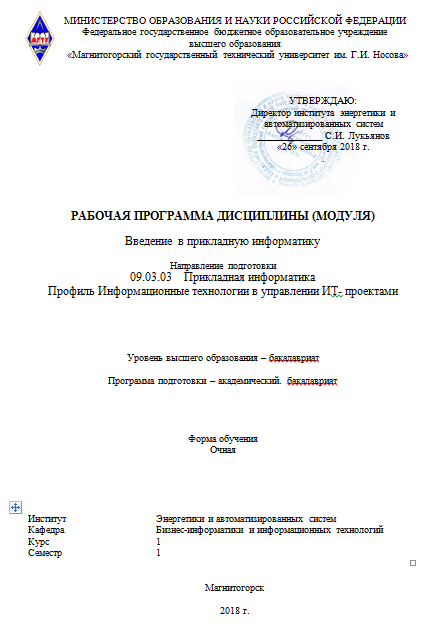 МИНИСТЕРСТВО ОБРАЗОВАНИЯ И НАУКИ РОССИЙСКОЙ ФЕДЕРАЦИИ
Федеральное государственное бюджетное образовательное учреждение
высшего образования
«Магнитогорский государственный технический университет им. Г.И. Носова»
МГТУ
УТВЕРЖДАЮ:
Директор института энергетики и
автоматизированных систем
_____________ С.И. Лукьянов
«26» сентября 2018 г.
.
РАБОЧАЯ ПРОГРАММА ДИСЦИПЛИНЫ (МОДУЛЯ)
Введение в прикладную информатику
Направление подготовки
09.03.03 Прикладная информатика
Профиль Информационные технологии в управлении ИТ- проектами
Уровень высшего образования – бакалавриат
Программа подготовки – академический. бакалавриат
Форма обучения
Очная
Институт Энергетики и автоматизированных систем
Кафедра Бизнес-информатики и информационных технологий
Курс 1
Семестр 1
Магнитогорск
2018 г.